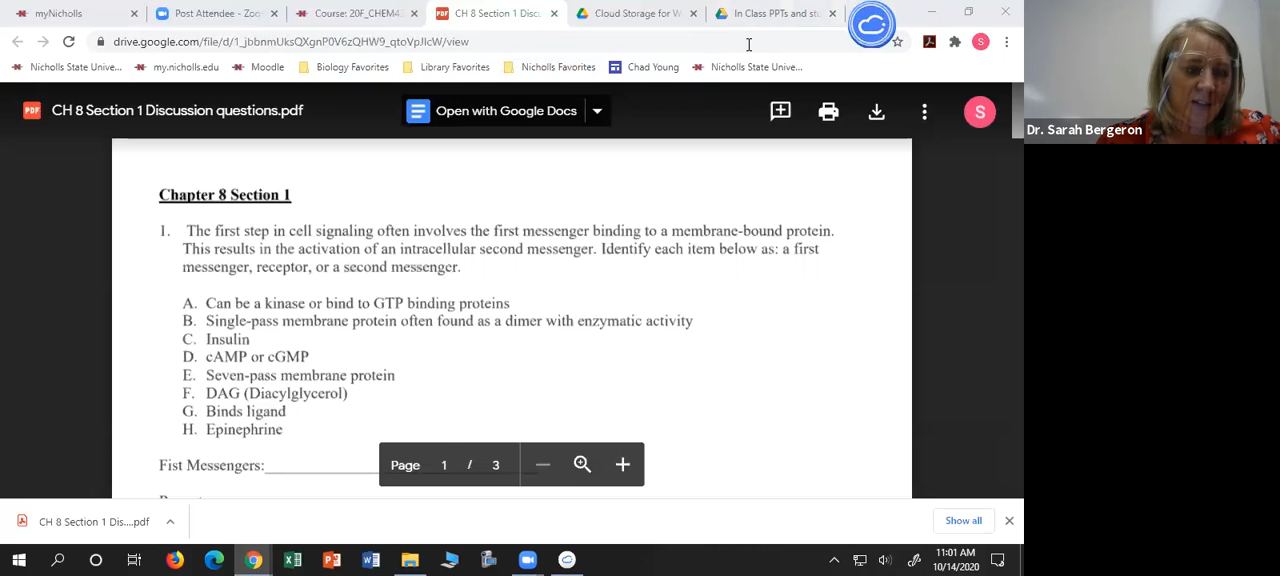 myNicholls
Post Attendee - Zoo
Course: 20F_CHEM4
CH 8 Section 1 Discu
Cloud Storage for W
In Class PPTs and stu
drive.google.com/file/d/1_jbbnmUksQXgnP0V6zQHW9_qtoVpJIcW/view
Nicholls State Unive...
my.nicholls.edu
Moodle
Biology Favorites
Library Favorites
Nicholls Favorites
Chad Young
Nicholls State Unive...
PDF
CH 8 Section 1 Discussion questions.pdf
Open with Google Docs
S
Dr. Sarah Bergeron
Chapter 8 Section 1
1. The first step in cell signaling often involves the first messenger binding to a membrane-bound protein.
This results in the activation of an intracellular second messenger. Identify each item below as: a first
messenger, receptor, or a second messenger.
A. Can be a kinase or bind to GTP binding proteins
B. Single-pass membrane protein often found as a dimer with enzymatic activity
C. Insulin
D. cAMP or cGMP
E. Seven-pass membrane protein
F. DAG (Diacylglycerol)
G. Binds ligand
H. Epinephrine
Fist Messengers:
Page 1 / 3
CH 8 Section 1 Dis....pdf
Show all
11:01 AM
10/14/2020